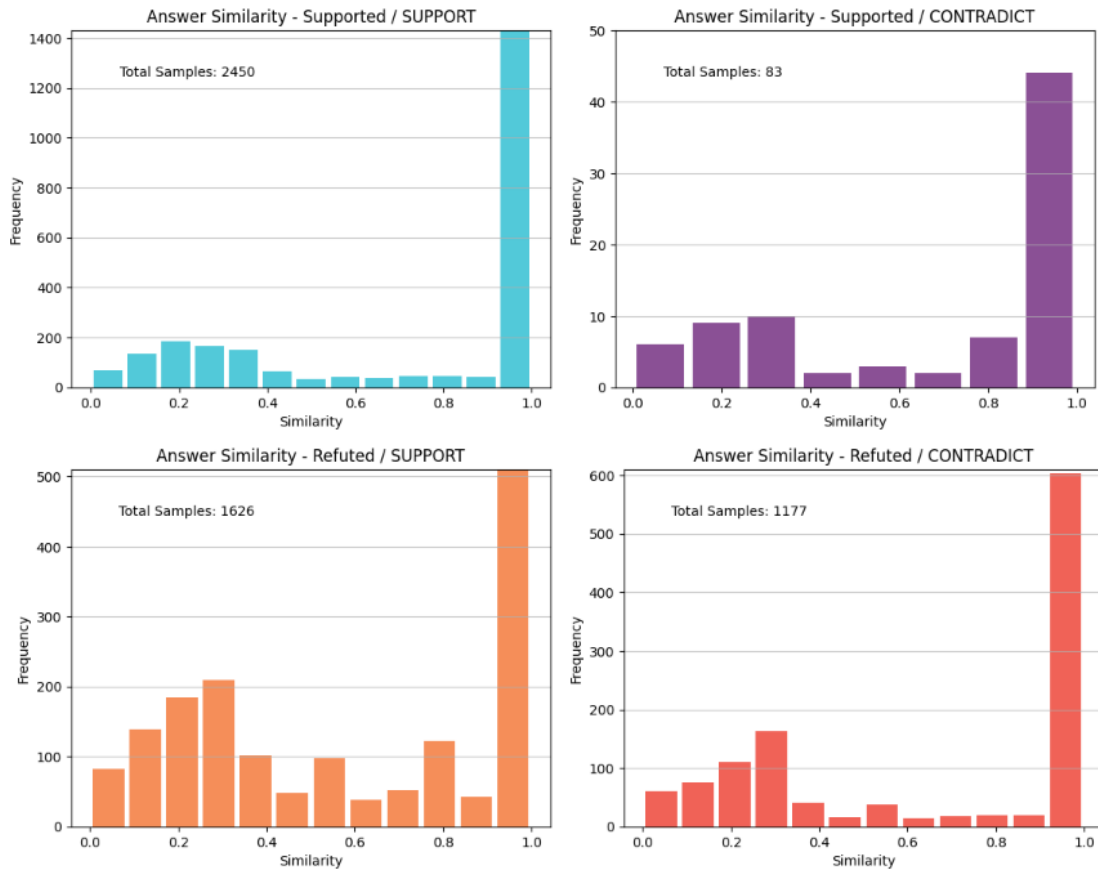 Answer Similarity - Supported / SUPPORT
Total Samples: 2450
Frequency
1400
1200
1000
800
600
400
200
0
0.0 0.2 0.4 0.6 0.8 1.0
Similarity
Answer Similarity - Supported / CONTRADICT
Total Samples: 83
Frequency
50
40
30
20
10
0
0.0 0.2 0.4 0.6 0.8 1.0
Similarity
Answer Similarity - Refuted / SUPPORT
Total Samples: 1626
Frequency
500
400
300
200
100
0
0.0 0.2 0.4 0.6 0.8 1.0
Similarity
Answer Similarity - Refuted / CONTRADICT
Total Samples: 1177
Frequency
600
500
400
300
200
100
0
0.0 0.2 0.4 0.6 0.8 1.0
Similarity